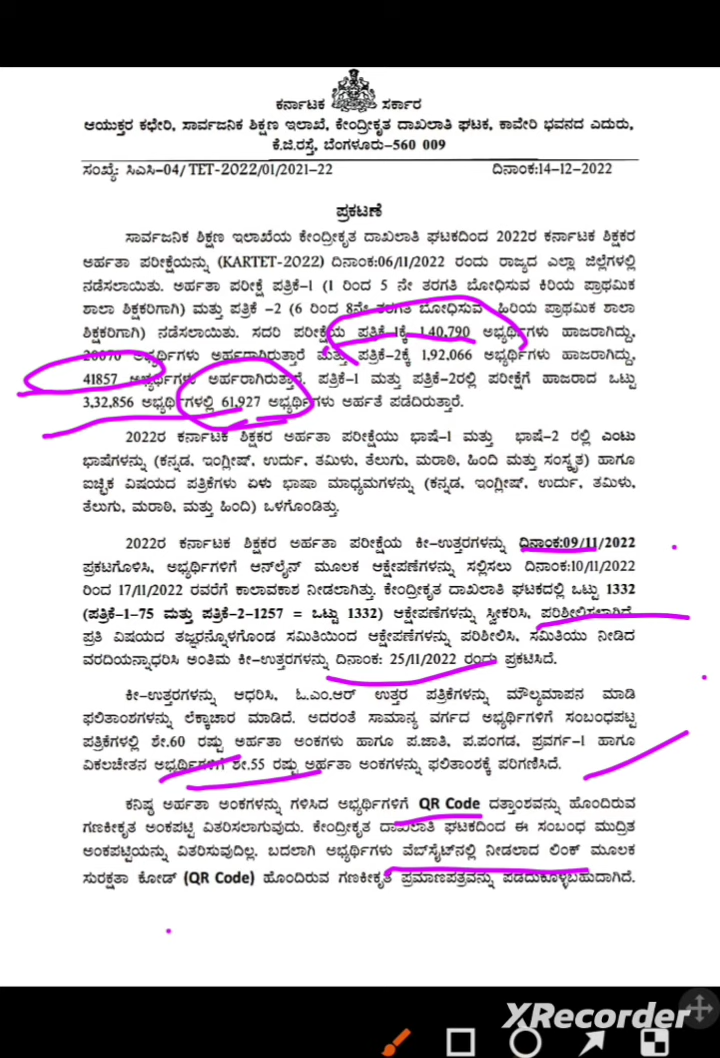 ಕರ್ನಾಟಕ ಸರ್ಕಾರ
ಆಯುಕ್ತರ ಕಛೇರಿ, ಸಾರ್ವಜನಿಕ ಶಿಕ್ಷಣ ಇಲಾಖೆ, ಕೇಂದ್ರೀಕೃತ ದಾಖಲಾತಿ ಘಟಕ, ಕಾವೇರಿ ಭವನದ ಎದುರು,
ಕೆ.ಜಿ.ರಸ್ತೆ, ಬೆಂಗಳೂರು-560 009
ಸಂಖ್ಯೆ: ಸಿಎಸಿ-04/ TET-2022/01/2021-22 ದಿನಾಂಕ:14-12-2022
ಪ್ರಕಟಣೆ
ಸಾರ್ವಜನಿಕ ಶಿಕ್ಷಣ ಇಲಾಖೆಯ ಕೇಂದ್ರೀಕೃತ ದಾಖಲಾತಿ ಘಟಕದಿಂದ 2022ರ ಕರ್ನಾಟಕ ಶಿಕ್ಷಕರ
ಅರ್ಹತಾ ಪರೀಕ್ಷೆಯನ್ನು (KARTET-2022) ದಿನಾಂಕ:06/11/2022 ರಂದು ರಾಜ್ಯದ ಎಲ್ಲಾ ಜಿಲ್ಲೆಗಳಲ್ಲಿ
ನಡೆಸಲಾಯಿತು. ಅರ್ಹತಾ ಪರೀಕ್ಷೆ ಪತ್ರಿಕೆ-1 (1 ರಿಂದ 5 ನೇ ತರಗತಿ ಬೋಧಿಸುವ ಕಿರಿಯ ಪ್ರಾಥಮಿಕ
ಶಾಲಾ ಶಿಕ್ಷಕರಿಗಾಗಿ) ಮತ್ತು ಪತ್ರಿಕೆ -2 (6 ರಿಂದ 8ನೇ ತರಗತಿ ಬೋಧಿಸುವ ಹಿರಿಯ ಪ್ರಾಥಮಿಕ ಶಾಲಾ
ಶಿಕ್ಷಕರಿಗಾಗಿ) ನಡೆಸಲಾಯಿತು. ಸದರಿ ಪರೀಕ್ಷೆಯ ಪತ್ರಿಕೆ-1ಕ್ಕೆ 1,40,790 ಅಭ್ಯರ್ಥಿಗಳು ಹಾಜರಾಗಿದ್ದು,
20070 ಅಭ್ಯರ್ಥಿಗಳು ಅರ್ಹರಾಗಿರುತ್ತಾರೆ ಮತ್ತು ಪತ್ರಿಕೆ-2ಕ್ಕೆ 1,92,066 ಅಭ್ಯರ್ಥಿಗಳು ಹಾಜರಾಗಿದ್ದು,
41857 ಅಭ್ಯರ್ಥಿಗಳು ಅರ್ಹರಾಗಿರುತ್ತಾರೆ. ಪತ್ರಿಕೆ-1 ಮತ್ತು ಪತ್ರಿಕೆ-2ರಲ್ಲಿ ಪರೀಕ್ಷೆಗೆ ಹಾಜರಾದ ಒಟ್ಟು
3,32,856 ಅಭ್ಯರ್ಥಿಗಳಲ್ಲಿ 61,927 ಅಭ್ಯರ್ಥಿಗಳು ಅರ್ಹತೆ ಪಡೆದಿರುತ್ತಾರೆ.
2022ರ ಕರ್ನಾಟಕ ಶಿಕ್ಷಕರ ಅರ್ಹತಾ ಪರೀಕ್ಷೆಯು ಭಾಷೆ-1 ಮತ್ತು ಭಾಷೆ-2 ರಲ್ಲಿ ಎಂಟು
ಭಾಷೆಗಳನ್ನು (ಕನ್ನಡ, ಇಂಗ್ಲೀಷ್, ಉರ್ದು, ತಮಿಳು, ತೆಲುಗು, ಮರಾಠಿ, ಹಿಂದಿ ಮತ್ತು ಸಂಸ್ಕೃತ) ಹಾಗೂ
ಐಚ್ಛಿಕ ವಿಷಯದ ಪತ್ರಿಕೆಗಳು ಏಳು ಭಾಷಾ ಮಾಧ್ಯಮಗಳನ್ನು (ಕನ್ನಡ, ಇಂಗ್ಲೀಷ್, ಉರ್ದು, ತಮಿಳು,
ತೆಲುಗು, ಮರಾಠಿ, ಮತ್ತು ಹಿಂದಿ) ಒಳಗೊಂಡಿತ್ತು.
2022ರ ಕರ್ನಾಟಕ ಶಿಕ್ಷಕರ ಅರ್ಹತಾ ಪರೀಕ್ಷೆಯ ಕೀ-ಉತ್ತರಗಳನ್ನು ದಿನಾಂಕ:09/11/2022
ಪ್ರಕಟಗೊಳಿಸಿ, ಅಭ್ಯರ್ಥಿಗಳಿಗೆ ಆನ್‌ಲೈನ್ ಮೂಲಕ ಆಕ್ಷೇಪಣೆಗಳನ್ನು ಸಲ್ಲಿಸಲು ದಿನಾಂಕ:10/11/2022
ರಿಂದ 17/11/2022 ರವರೆಗೆ ಕಾಲಾವಕಾಶ ನೀಡಲಾಗಿತ್ತು. ಕೇಂದ್ರೀಕೃತ ದಾಖಲಾತಿ ಘಟಕದಲ್ಲಿ ಒಟ್ಟು 1332
(ಪತ್ರಿಕೆ-1-75 ಮತ್ತು ಪತ್ರಿಕೆ-2-1257 = ಒಟ್ಟು 1332) ಆಕ್ಷೇಪಣೆಗಳನ್ನು ಸ್ವೀಕರಿಸಿ, ಪರಿಶೀಲಿಸಲಾಗಿದೆ.
ಪ್ರತಿ ವಿಷಯದ ತಜ್ಞರನ್ನೊಳಗೊಂಡ ಸಮಿತಿಯಿಂದ ಆಕ್ಷೇಪಣೆಗಳನ್ನು ಪರಿಶೀಲಿಸಿ, ಸಮಿತಿಯು ನೀಡಿದ
ವರದಿಯನ್ನಾಧರಿಸಿ ಅಂತಿಮ ಕೀ-ಉತ್ತರಗಳನ್ನು ದಿನಾಂಕ: 25/11/2022 ರಂದು ಪ್ರಕಟಿಸಿದೆ.
ಕೀ-ಉತ್ತರಗಳನ್ನು ಆಧರಿಸಿ, ಓ.ಎಂ.ಆರ್ ಉತ್ತರ ಪತ್ರಿಕೆಗಳನ್ನು ಮೌಲ್ಯಮಾಪನ ಮಾಡಿ
ಫಲಿತಾಂಶಗಳನ್ನು ಲೆಕ್ಕಾಚಾರ ಮಾಡಿದೆ. ಅದರಂತೆ ಸಾಮಾನ್ಯ ವರ್ಗದ ಅಭ್ಯರ್ಥಿಗಳಿಗೆ ಸಂಬಂಧಪಟ್ಟ
ಪತ್ರಿಕೆಗಳಲ್ಲಿ ಶೇ.60 ರಷ್ಟು ಅರ್ಹತಾ ಅಂಕಗಳು ಹಾಗೂ ಪ.ಜಾತಿ, ಪ.ಪಂಗಡ, ಪ್ರವರ್ಗ-1 ಹಾಗೂ
ವಿಕಲಚೇತನ ಅಭ್ಯರ್ಥಿಗಳಿಗೆ ಶೇ.55 ರಷ್ಟು ಅರ್ಹತಾ ಅಂಕಗಳನ್ನು ಫಲಿತಾಂಶಕ್ಕೆ ಪರಿಗಣಿಸಿದೆ.
ಕನಿಷ್ಠ ಅರ್ಹತಾ ಅಂಕಗಳನ್ನು ಗಳಿಸಿದ ಅಭ್ಯರ್ಥಿಗಳಿಗೆ QR Code ದತ್ತಾಂಶವನ್ನು ಹೊಂದಿರುವ
ಗಣಕೀಕೃತ ಅಂಕಪಟ್ಟಿ ವಿತರಿಸಲಾಗುವುದು. ಕೇಂದ್ರೀಕೃತ ದಾಖಲಾತಿ ಘಟಕದಿಂದ ಈ ಸಂಬಂಧ ಮುದ್ರಿತ
ಅಂಕಪಟ್ಟಿಯನ್ನು ವಿತರಿಸುವುದಿಲ್ಲ. ಬದಲಾಗಿ ಅಭ್ಯರ್ಥಿಗಳು ವೆಬ್‌ಸೈಟ್‌ನಲ್ಲಿ ನೀಡಲಾದ ಲಿಂಕ್ ಮೂಲಕ
ಸುರಕ್ಷತಾ ಕೋಡ್ (QR Code) ಹೊಂದಿರುವ ಗಣಕೀಕೃತ ಪ್ರಮಾಣಪತ್ರವನ್ನು ಪಡೆದುಕೊಳ್ಳಬಹುದಾಗಿದೆ.
XRecorder